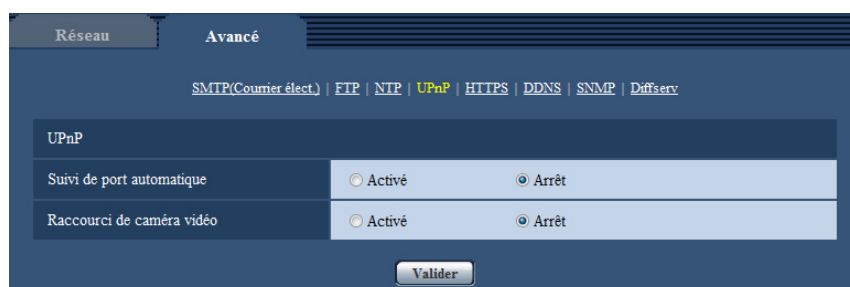 Réseau Avancé
SMTP(Courrier élect.) | FTP | NTP | UPnP | HTTPS | DDNS | SNMP | Diffserv
UPnP
Suivi de port automatique Activé Arrêt
Raccourci de caméra vidéo Activé Arrêt
Valider